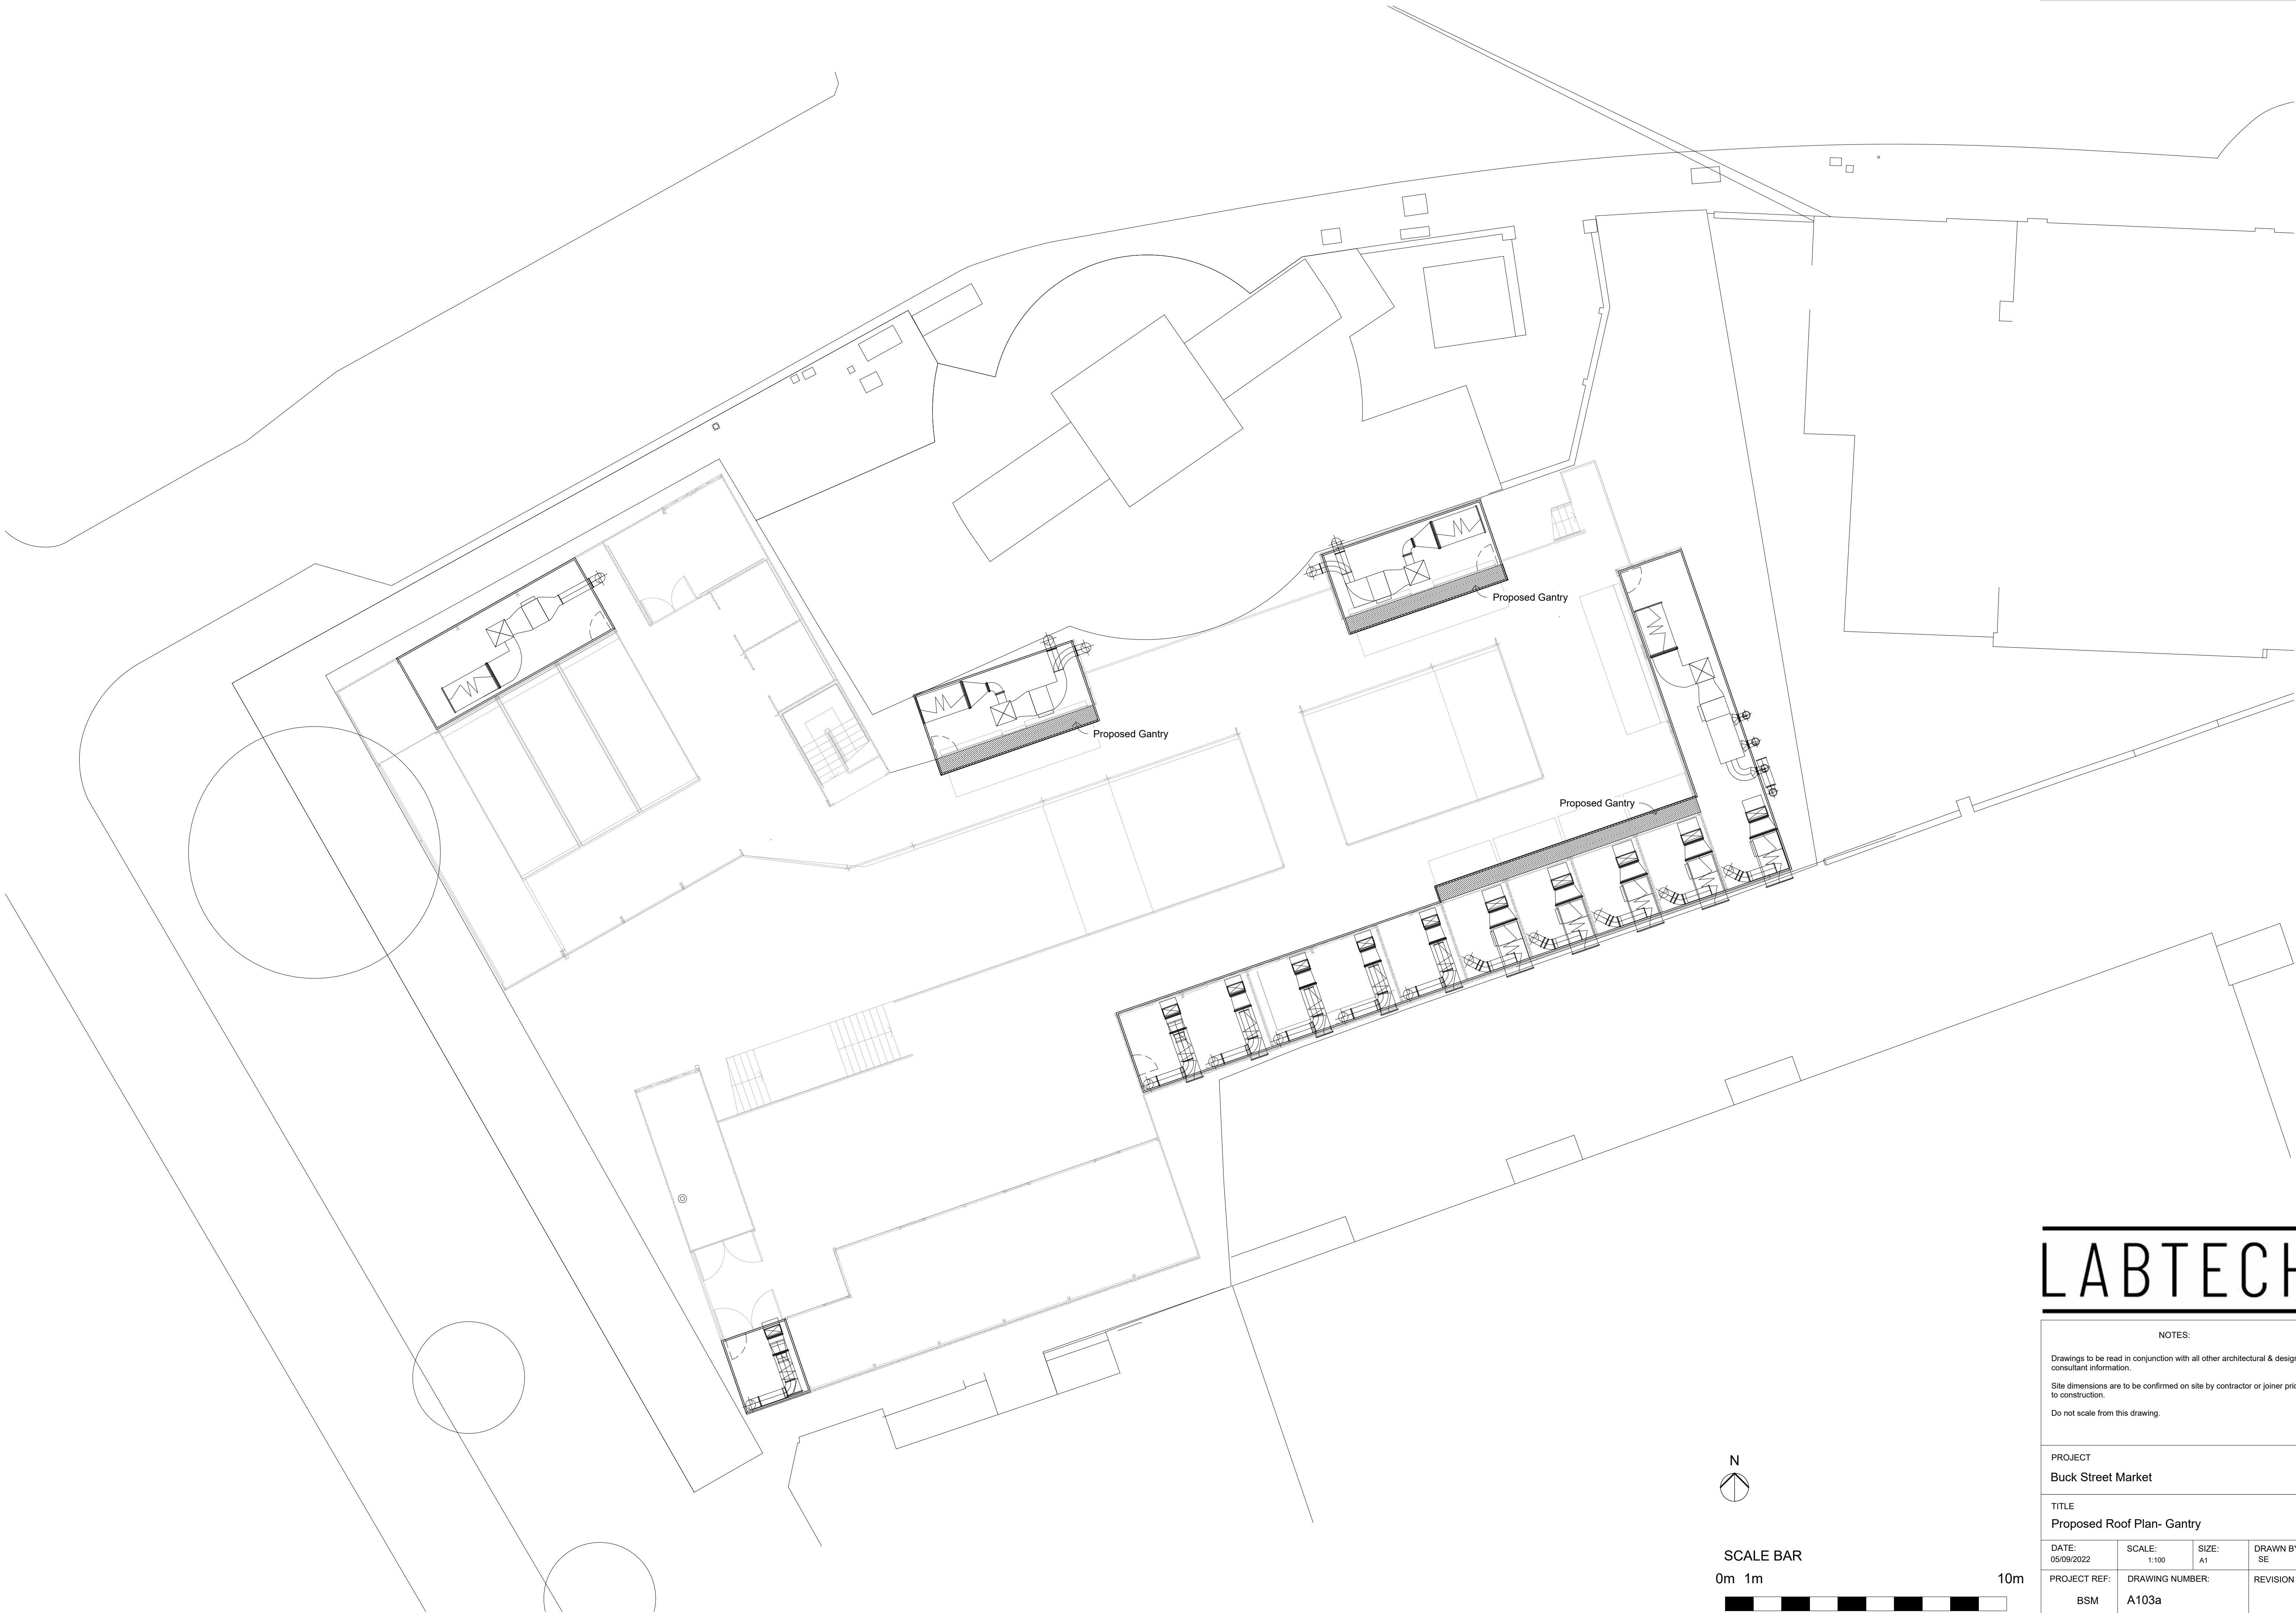 Proposed Gantry
Proposed Gantry
Proposed Gantry
LABTECH
NOTES:
Drawings to be read in conjunction with all other architectural & design
consultant information.
Site dimensions are to be confirmed on site by contractor or joiner
to construction.
Do not scale from this drawing.
N
PROJECT
Buck Street Market
TITLE
Proposed Roof Plan- Gantry
DATE:
05/09/2022
SCALE:
1:100
SIZE:
A1
DRAWN
SE
PROJECT REF:
BSM
DRAWING NUMBER:
A103a
REVISION
SCALE BAR
0m 1m 10m